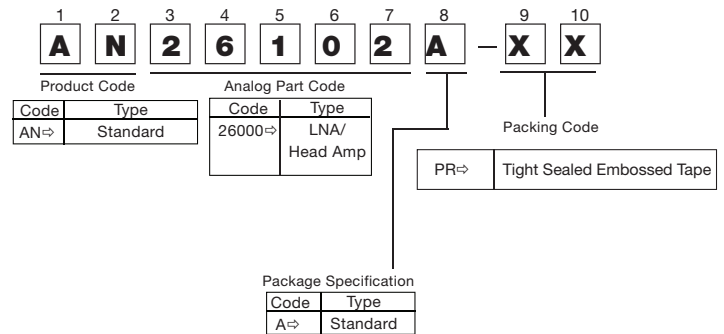 1 2 3 4 5 6 7 8 9 10
A N 2 6 1 0 2 A – X X
Product Code
Code Type
AN⇨ Standard
Analog Part Code
Code Type
26000⇨ LNA/
Head Amp
Packing Code
PR⇨ Tight Sealed Embossed Tape
Package Specification
Code Type
A⇨ Standard